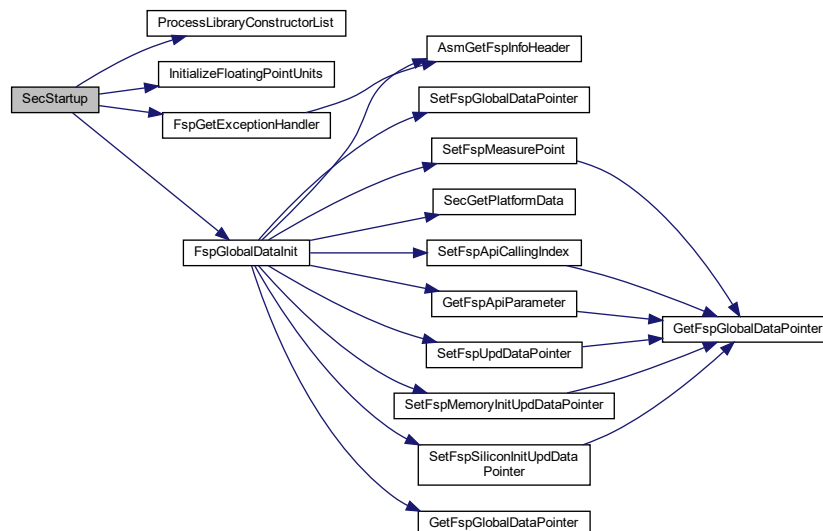 ProcessLibraryConstructorList
InitializeFloatingPointUnits
SecStartup
FspGetExceptionHandler
FspGlobalDataInit
AsmGetFspInfoHeader
SetFspGlobalDataPointer
SetFspMeasurePoint
SecGetPlatformData
SetFspApiCallingIndex
GetFspApiParameter
SetFspUpdDataPointer
SetFspMemoryInitUpdDataPointer
SetFspSiliconInitUpdData
Pointer
GetFspGlobalDataPointer
GetFspGlobalDataPointer